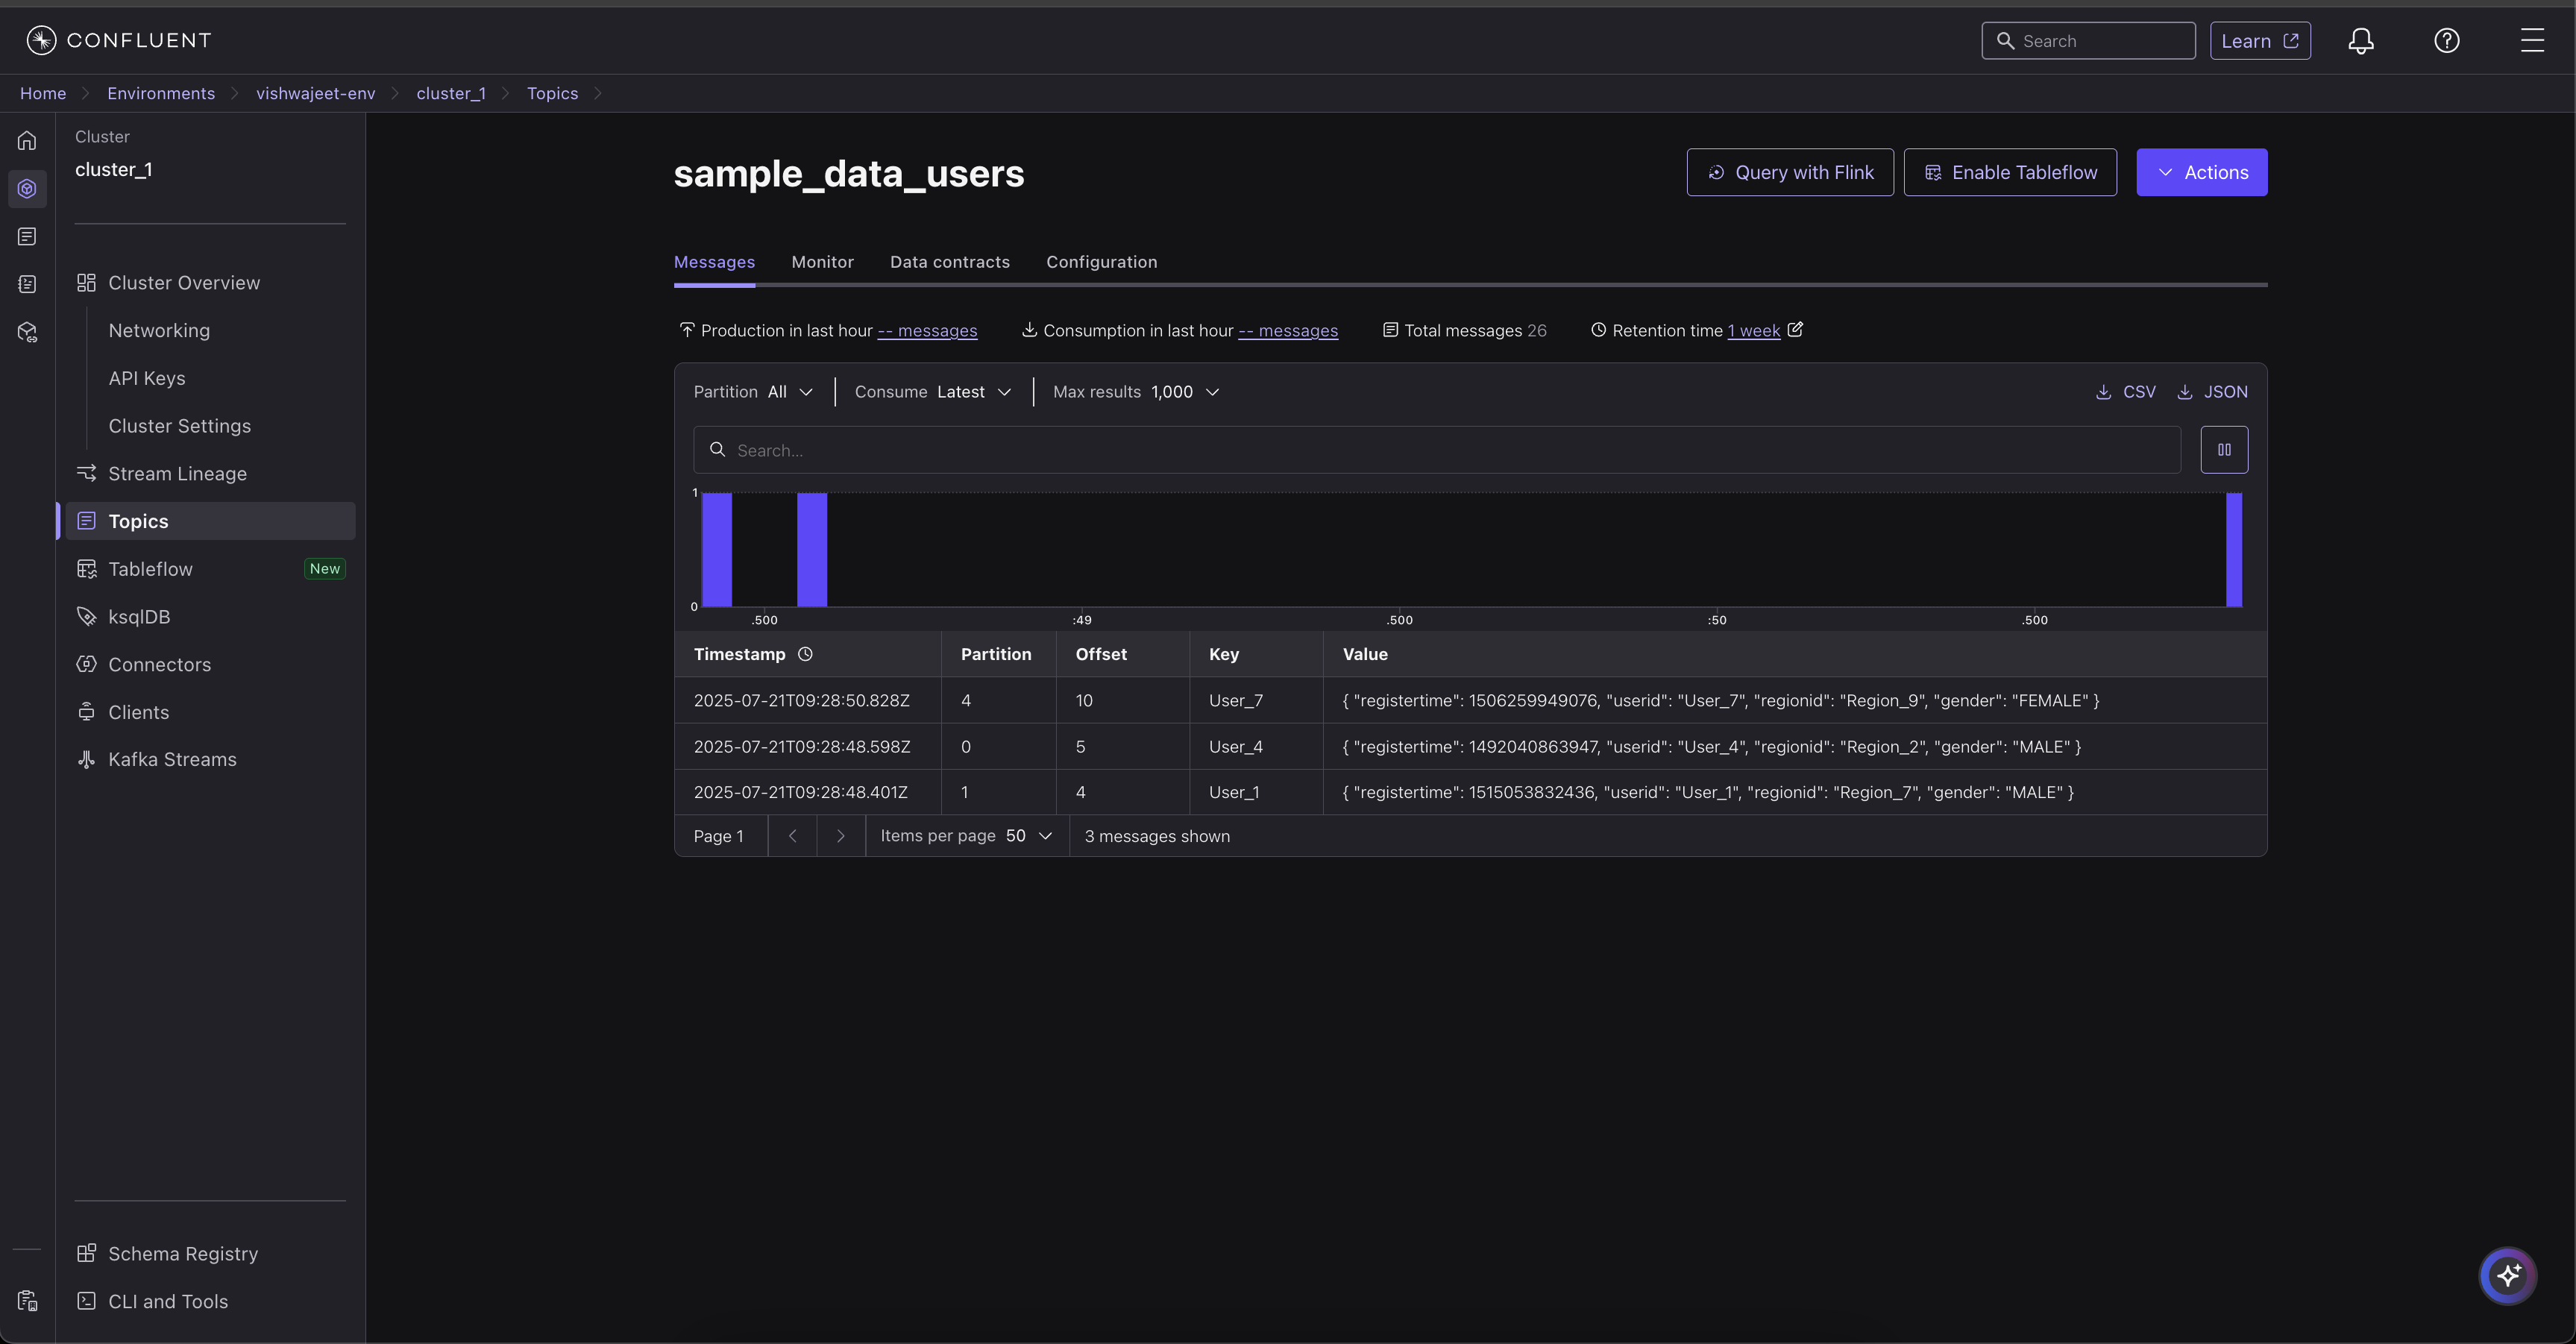 CONFLUENT
Search
Learn
Home
Environments
vishwajeet-env
cluster_1
Topics
Cluster
cluster_1
Cluster Overview
Networking
API Keys
Cluster Settings
Stream Lineage
Topics
Tableflow New
ksqlDB
Connectors
Clients
Kafka Streams
Schema Registry
CLI and Tools
sample_data_users
Query with Flink
Enable Tableflow
Actions
Messages Monitor Data contracts Configuration
Production in last hour -- messages Consumption in last hour -- messages Total messages 26 Retention time 1 week
Partition All Consume Latest Max results 1,000 CSV JSON
Search...
1
0
.500 :49 .500 :50 .500
Timestamp Partition Offset Key Value
2025-07-21T09:28:50.828Z 4 10 User_7 { "registertime": 1506259949076, "userid": "User_7", "regionid": "Region_9", "gender": "FEMALE" }
2025-07-21T09:28:48.598Z 0 5 User_4 { "registertime": 1492040863947, "userid": "User_4", "regionid": "Region_2", "gender": "MALE" }
2025-07-21T09:28:48.401Z 1 4 User_1 { "registertime": 1515053832436, "userid": "User_1", "regionid": "Region_7", "gender": "MALE" }
Page 1 Items per page 50 3 messages shown